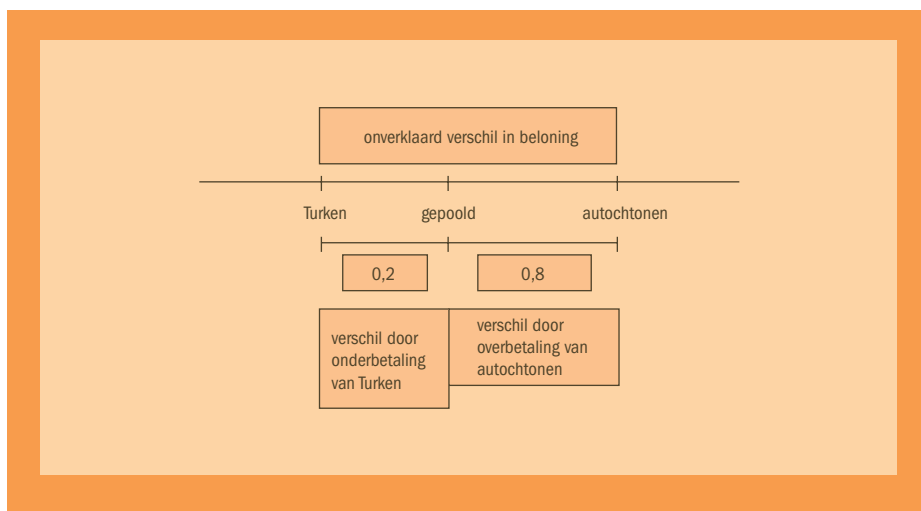 onverklaard verschil in beloning
Turken gepoold autochtonen
0,2 0,8
verschil door
onderbetaling
van Turken
verschil door
overbetaling van
autochtonen